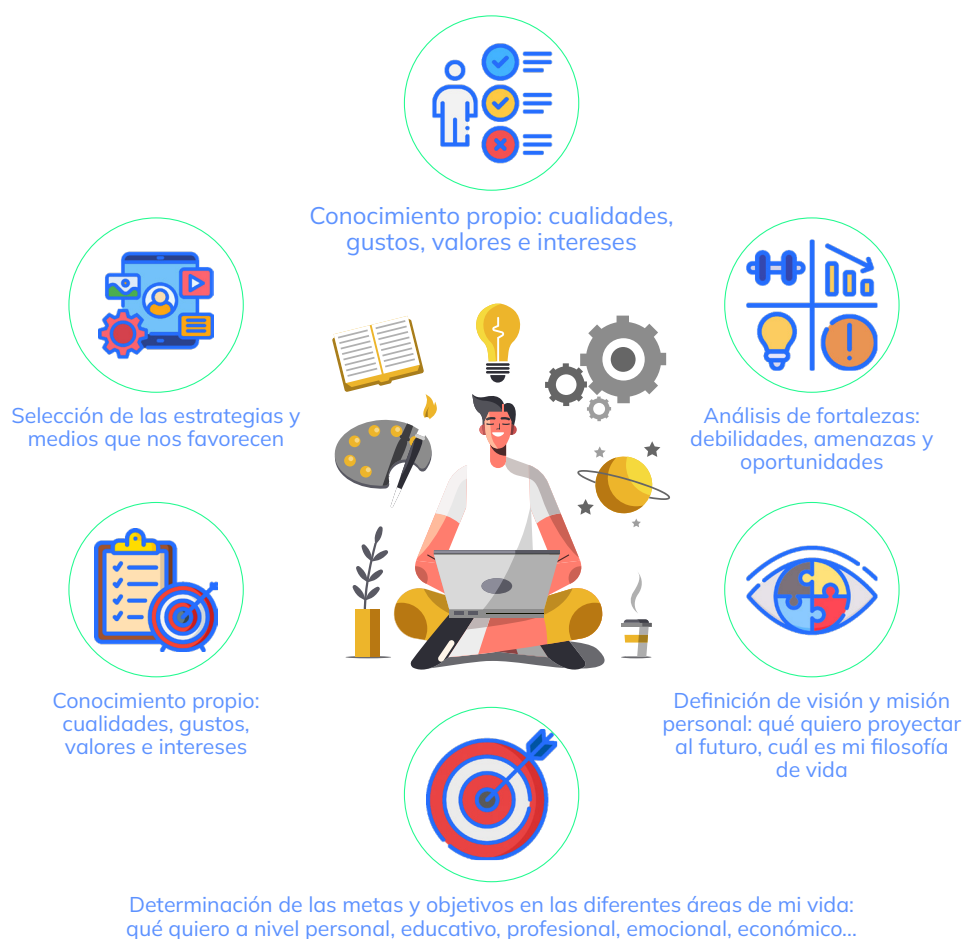 Conocimiento propio: cualidades,
gustos, valores e intereses
Selección de las estrategias y
medios que nos favorecen
Análisis de fortalezas:
debilidades, amenazas y
oportunidades
Conocimiento propio:
cualidades, gustos,
valores e intereses
Definición de visión y misión
personal: qué quiero proyectar
al futuro, cuál es mi filosofía
de vida
Determinación de las metas y objetivos en las diferentes áreas de mi vida:
qué quiero a nivel personal, educativo, profesional, emocional, económico...